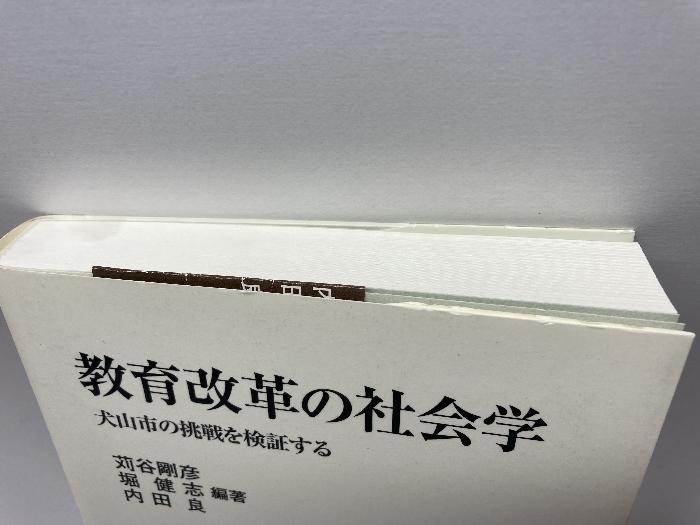 教育改革の社会学
犬山市の挑戦を検証する
苅谷剛彦
堀健志 編著
内田良